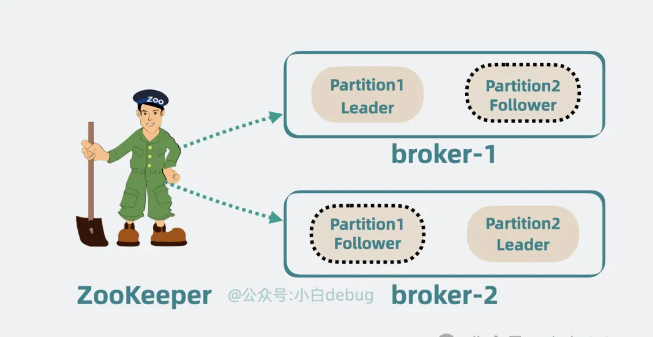 ZOO
Partition1
Leader
Partition2
Follower
broker-1
Partition1
Follower
Partition2
Leader
ZooKeeper
@公众号:小白debug
broker-2